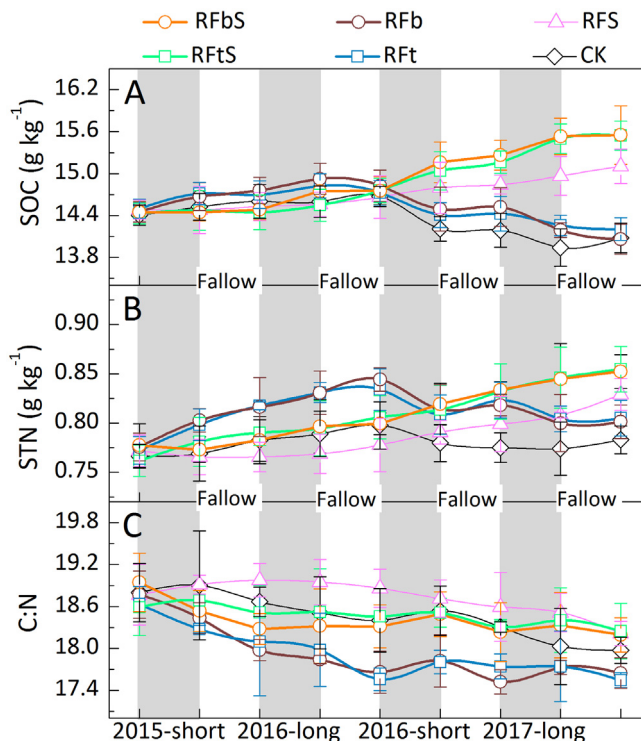 RFbS RFb RFS
RFtS RFt CK
A
SOC (g kg⁻¹)
16.2
15.6
15.0
14.4
13.8
Fallow Fallow Fallow Fallow
B
STN (g kg⁻¹)
0.90
0.85
0.80
0.75
Fallow Fallow Fallow Fallow
C
C:N
19.8
19.2
18.6
18.0
17.4
2015-short 2016-long 2016-short 2017-long